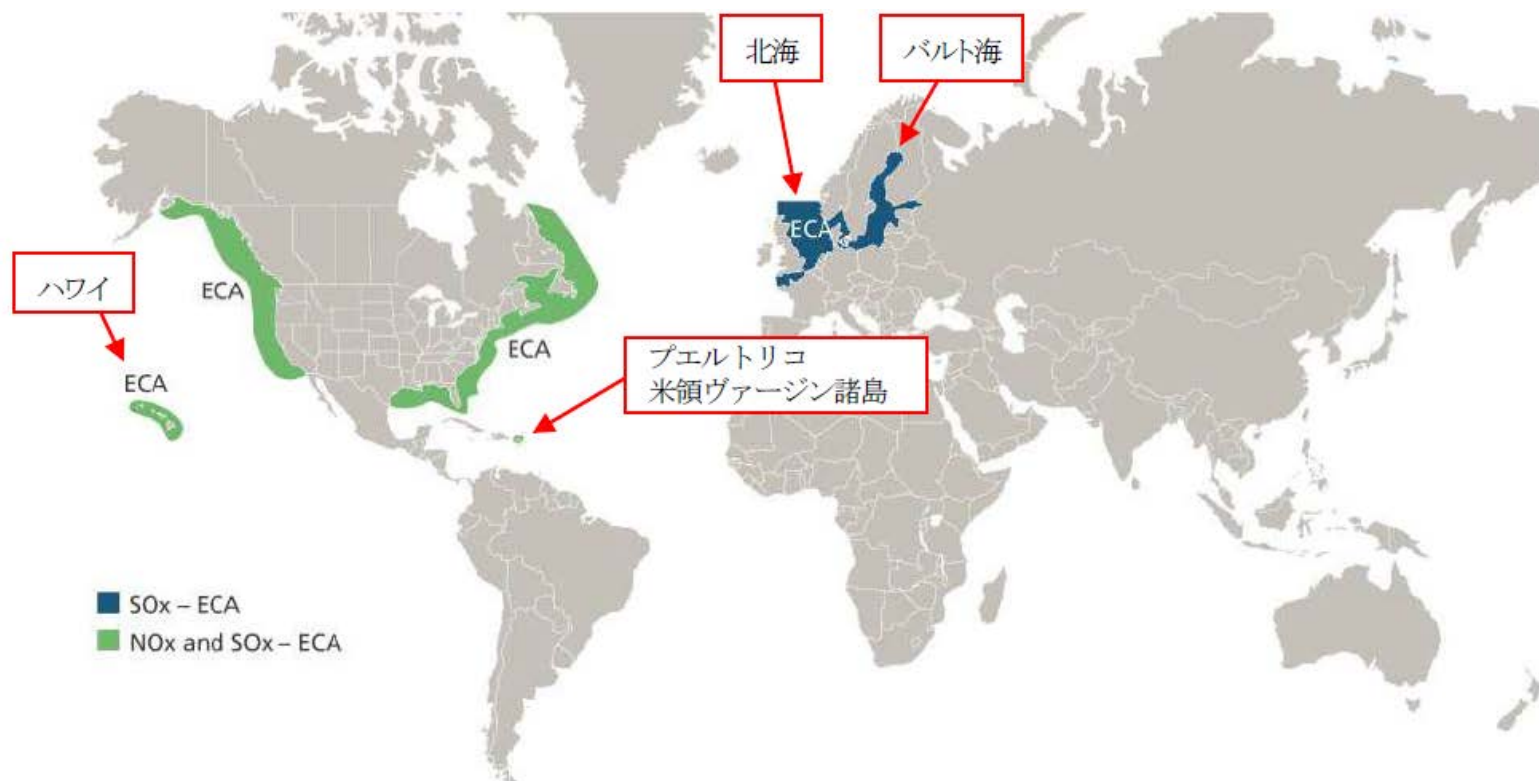 北海
バルト海
ECA
ハワイ
ECA
ECA
プエルトリコ
米領ヴァージン諸島
ECA
SOx – ECA
NOx and SOx – ECA